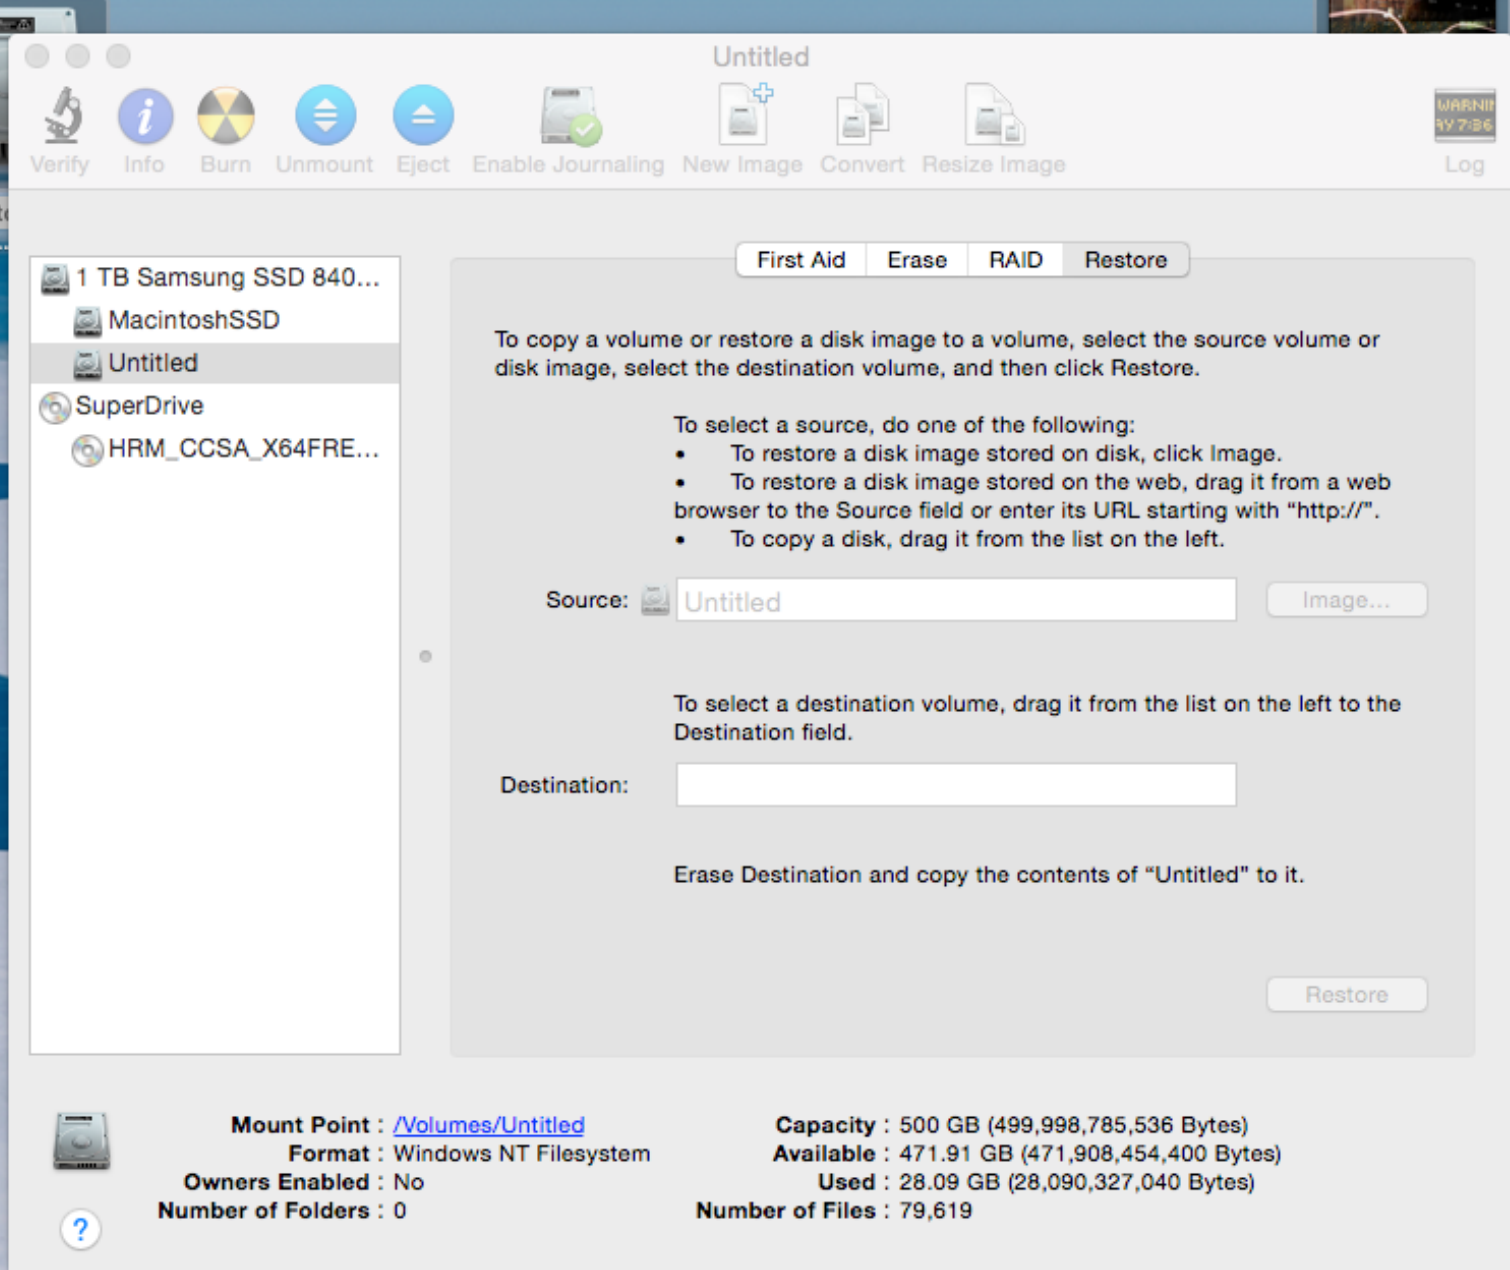 Untitled
Verify Info Burn Unmount Eject Enable Journaling New Image Convert Resize Image Log
WARNIN
AY 7:36
First Aid Erase RAID Restore
1 TB Samsung SSD 840...
MacintoshSSD
Untitled
SuperDrive
HRM_CCSA_X64FRE...
To copy a volume or restore a disk image to a volume, select the source volume or
disk image, select the destination volume, and then click Restore.
To select a source, do one of the following:
• To restore a disk image stored on disk, click Image.
• To restore a disk image stored on the web, drag it from a web
browser to the Source field or enter its URL starting with “http://”.
• To copy a disk, drag it from the list on the left.
Source: Untitled Image...
To select a destination volume, drag it from the list on the left to the
Destination field.
Destination:
Erase Destination and copy the contents of “Untitled” to it.
Restore
Mount Point : /Volumes/Untitled
Format : Windows NT Filesystem
Owners Enabled : No
Number of Folders : 0
Capacity : 500 GB (499,998,785,536 Bytes)
Available : 471.91 GB (471,908,454,400 Bytes)
Used : 28.09 GB (28,090,327,040 Bytes)
Number of Files : 79,619
?